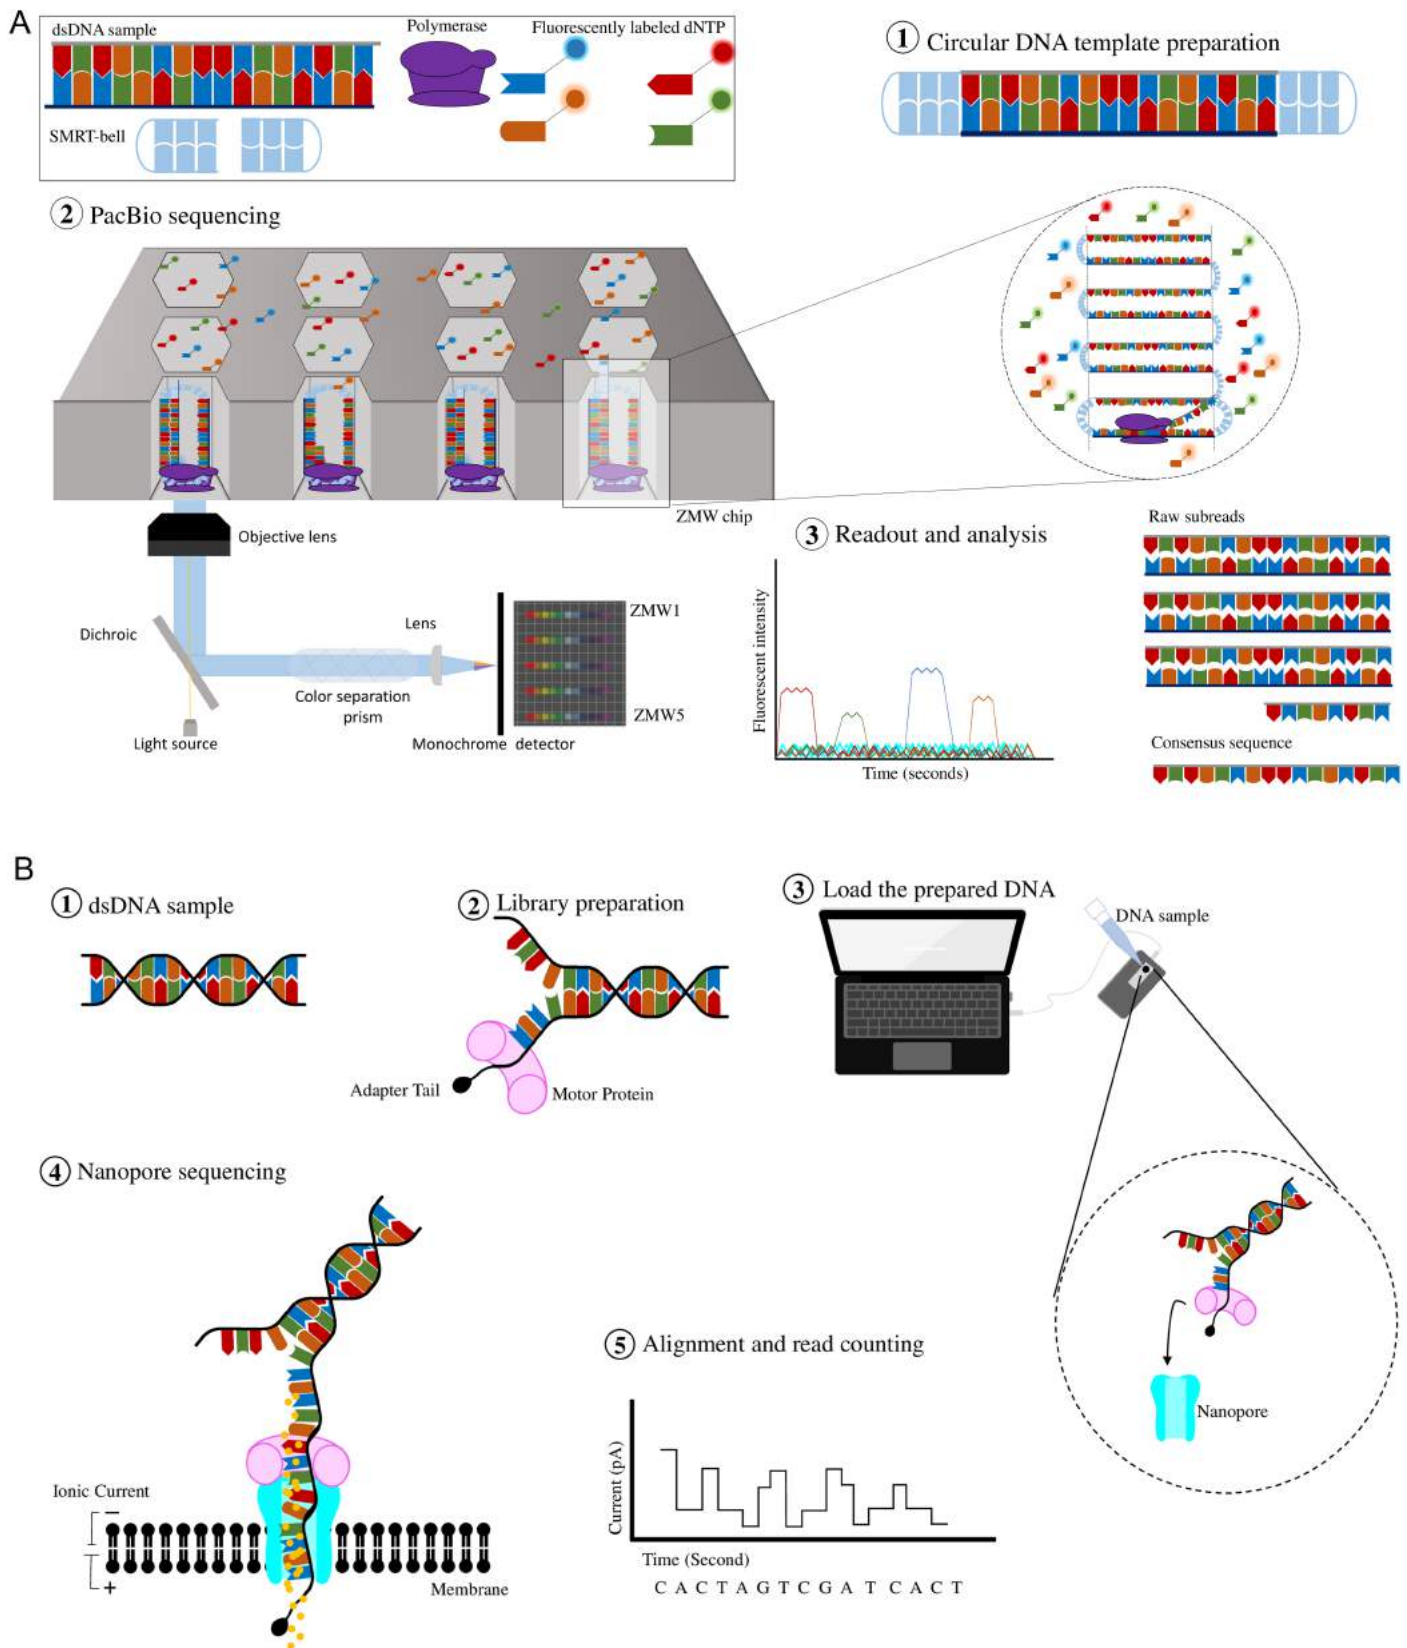 A
dsDNA sample
Polymerase
Fluorescently labeled dNTP
SMRT-bell
1 Circular DNA template preparation
2 PacBio sequencing
ZMW chip
Objective lens
Dichroic
Lens
Color separation
prism
Light source
Monochrome detector
ZMW1
ZMW5
3 Readout and analysis
Fluorescent intensity
Time (seconds)
Raw subreads
Consensus sequence
B
1 dsDNA sample
2 Library preparation
Adapter Tail
Motor Protein
3 Load the prepared DNA
DNA sample
Nanopore
4 Nanopore sequencing
Ionic Current
−
+
Membrane
5 Alignment and read counting
Current (pA)
Time (Second)
C A C T A G T C G A T C A C T